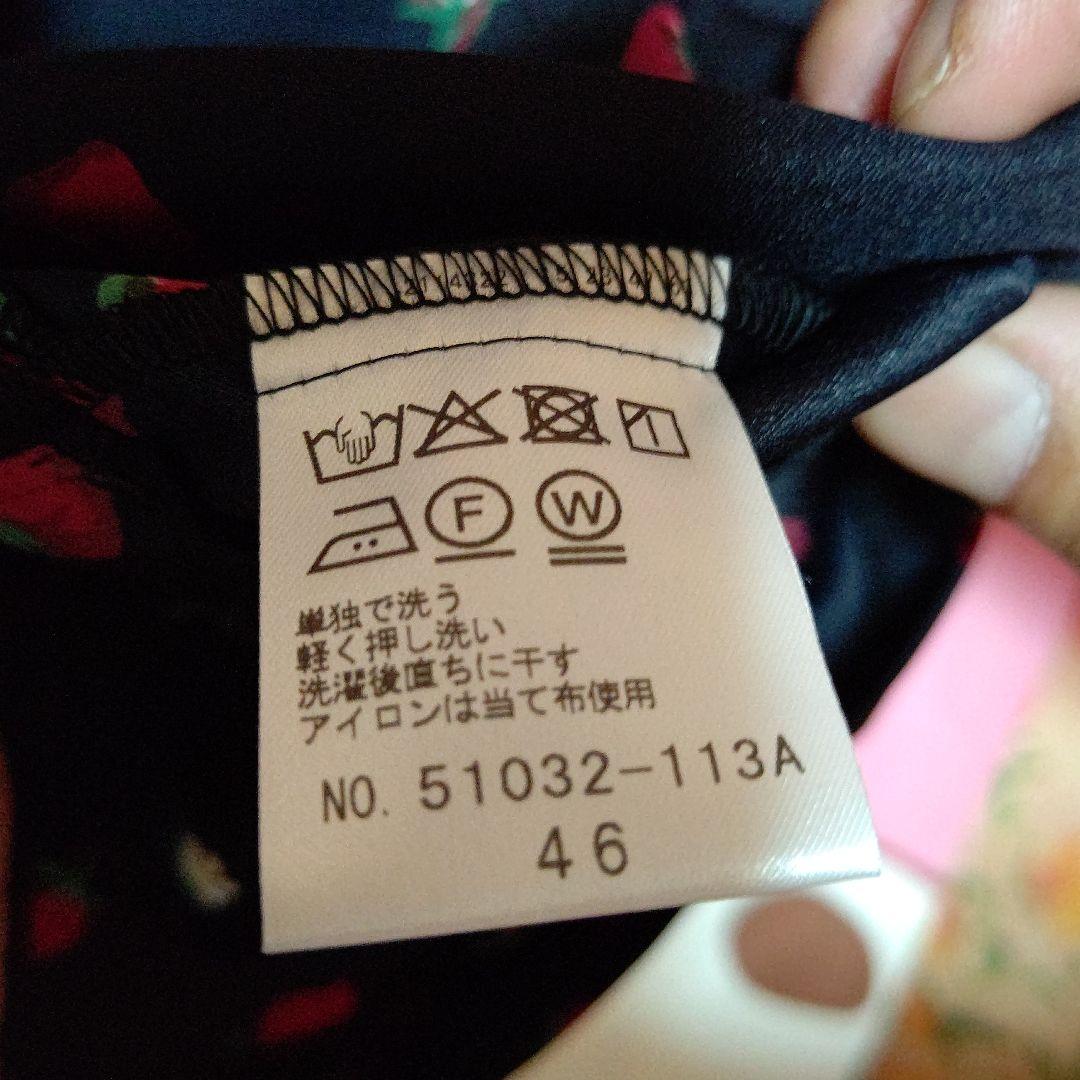 F
W
単独で洗う
軽く押し洗い
洗濯後直ちに干す
アイロンは当て布使用
NO. 51032-113A
46